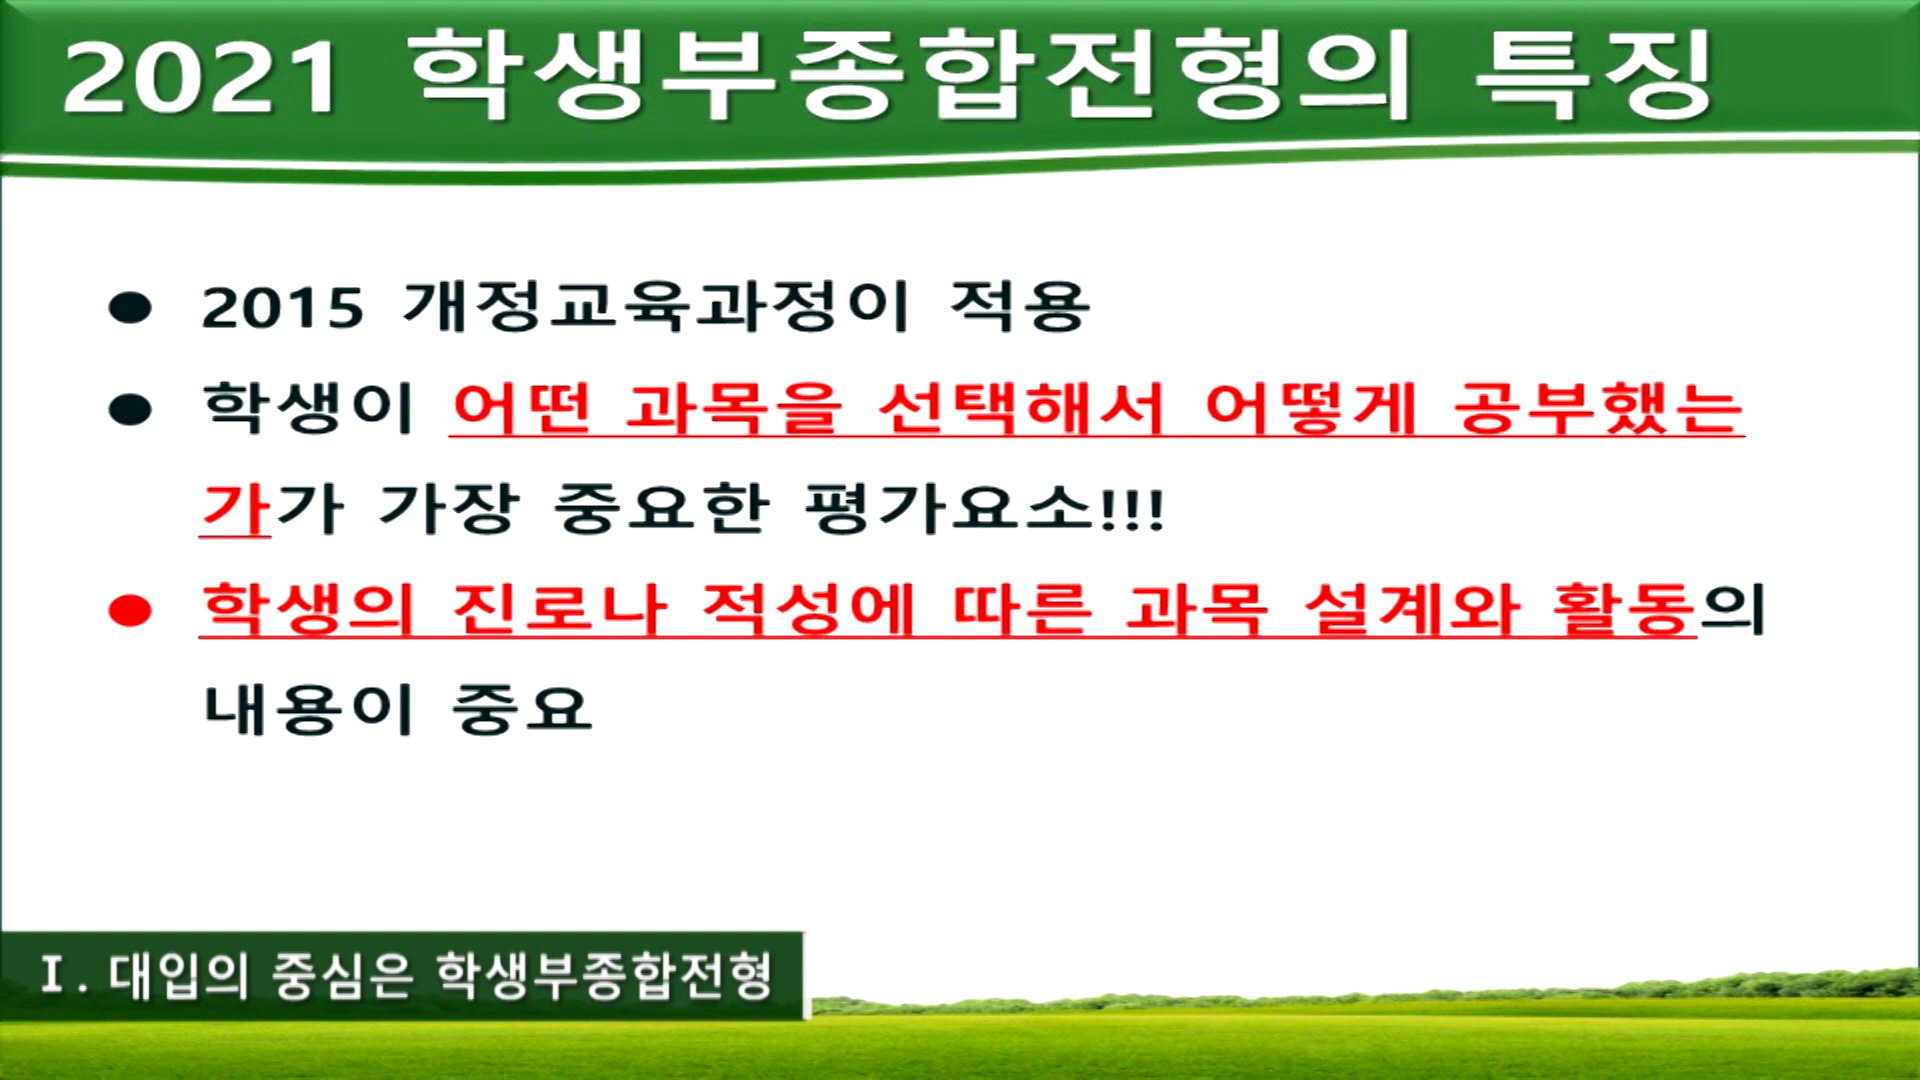 2021 학생부종합전형의 특징
● 2015 개정교육과정이 적용
● 학생이 어떤 과목을 선택해서 어떻게 공부했는
가가 가장 중요한 평가요소!!!
● 학생의 진로나 적성에 따른 과목 설계와 활동의
내용이 중요
Ⅰ. 대입의 중심은 학생부종합전형